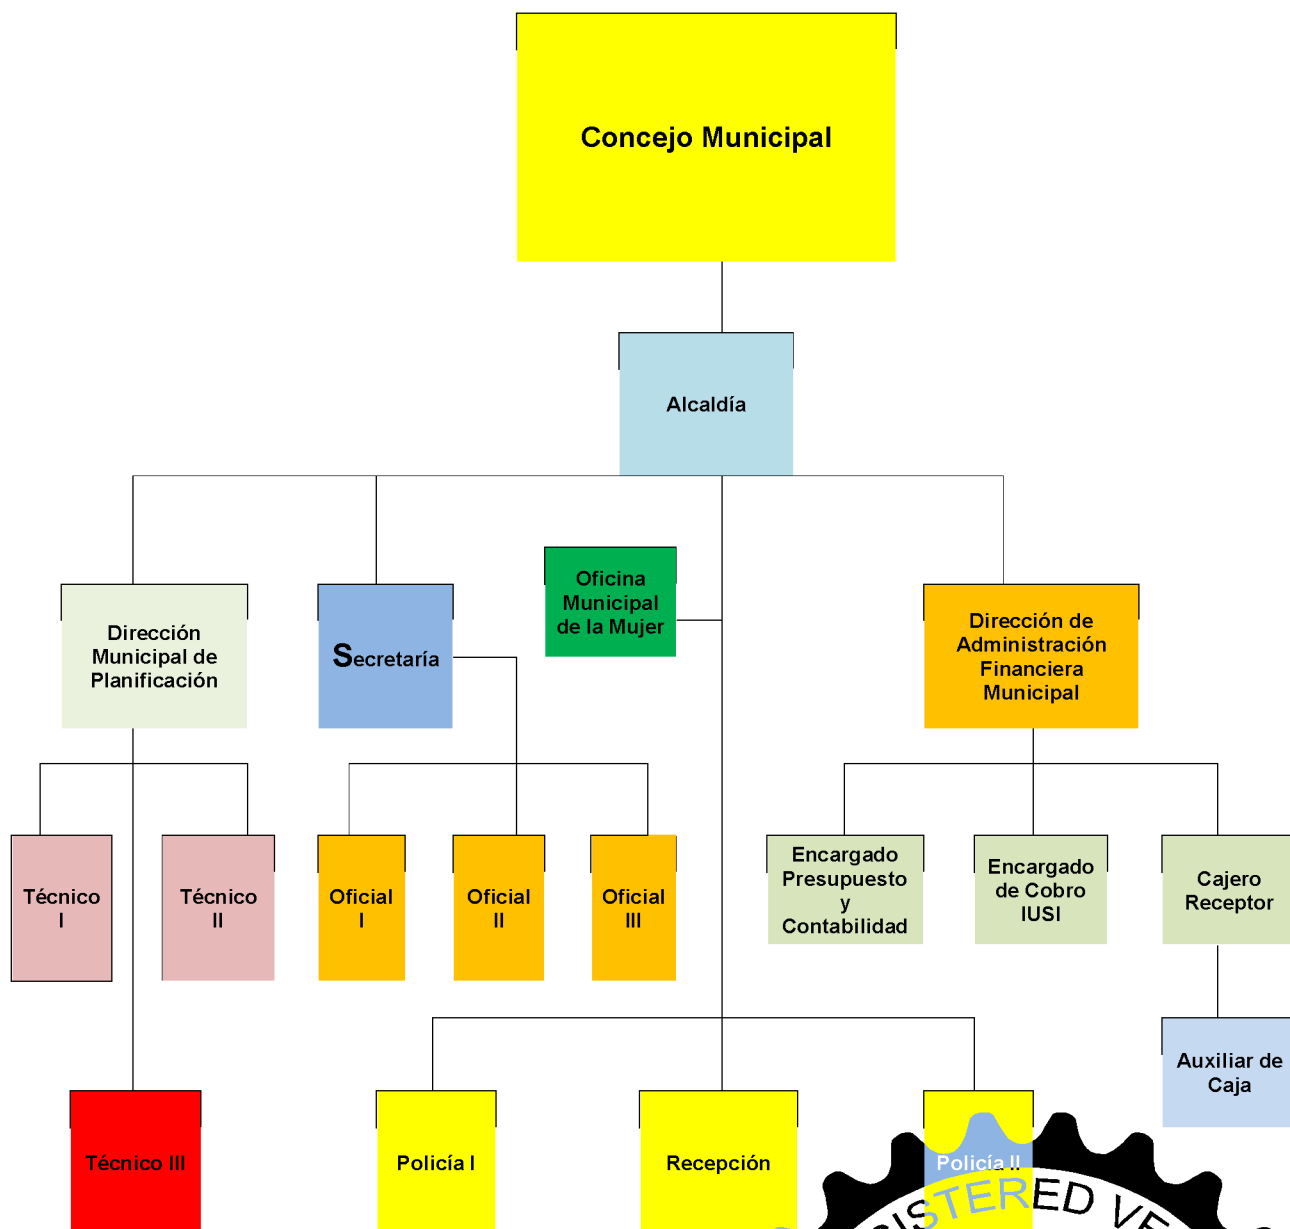 Concejo Municipal
Alcaldía
Oficina
Municipal
de la Mujer
Dirección
Municipal de
Planificación
Secretaría
Dirección de
Administración
Financiera
Municipal
Técnico
I
Técnico
II
Oficial
I
Oficial
II
Oficial
III
Encargado
Presupuesto
y
Contabilidad
Encargado
de Cobro
IUSI
Cajero
Receptor
Auxiliar de
Caja
Técnico III
Policía I
Recepción
Policía II